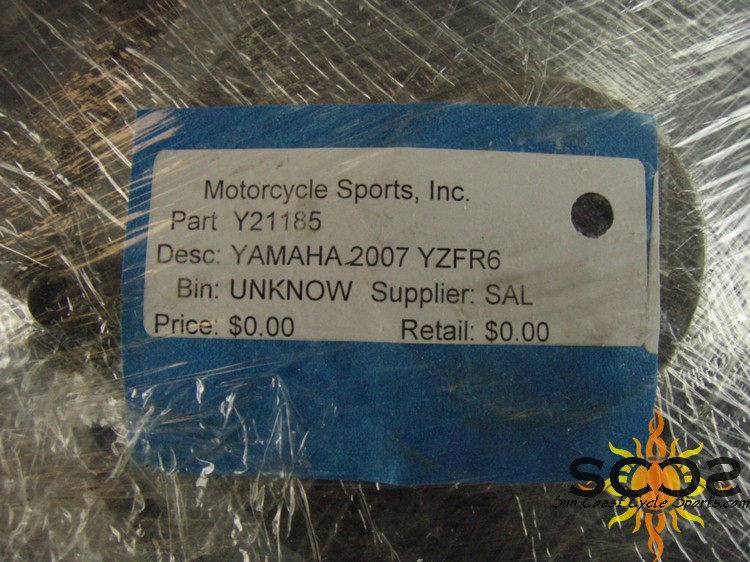 Motorcycle Sports, Inc.
Part Y21185
Desc: YAMAHA 2007 YZFR6
Bin: UNKNOW Supplier: SAL
Price: $0.00 Retail: $0.00
SCCS
Sun Coast Cycle Sports.com